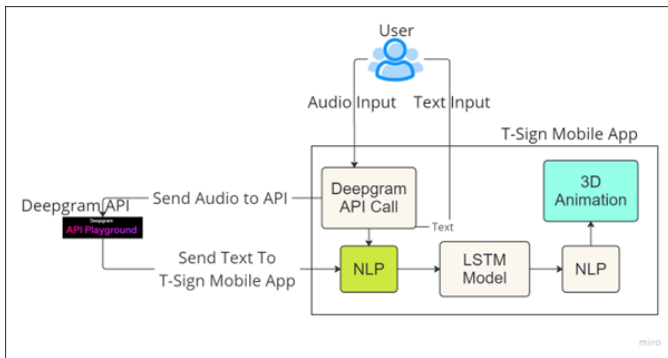 User
Audio Input
Text Input
T-Sign Mobile App
Deepgram API
Deepgram
API Playground
Send Audio to API
Deepgram
API Call
Text
3D
Animation
Send Text To
T-Sign Mobile App
NLP
LSTM
Model
NLP
miro